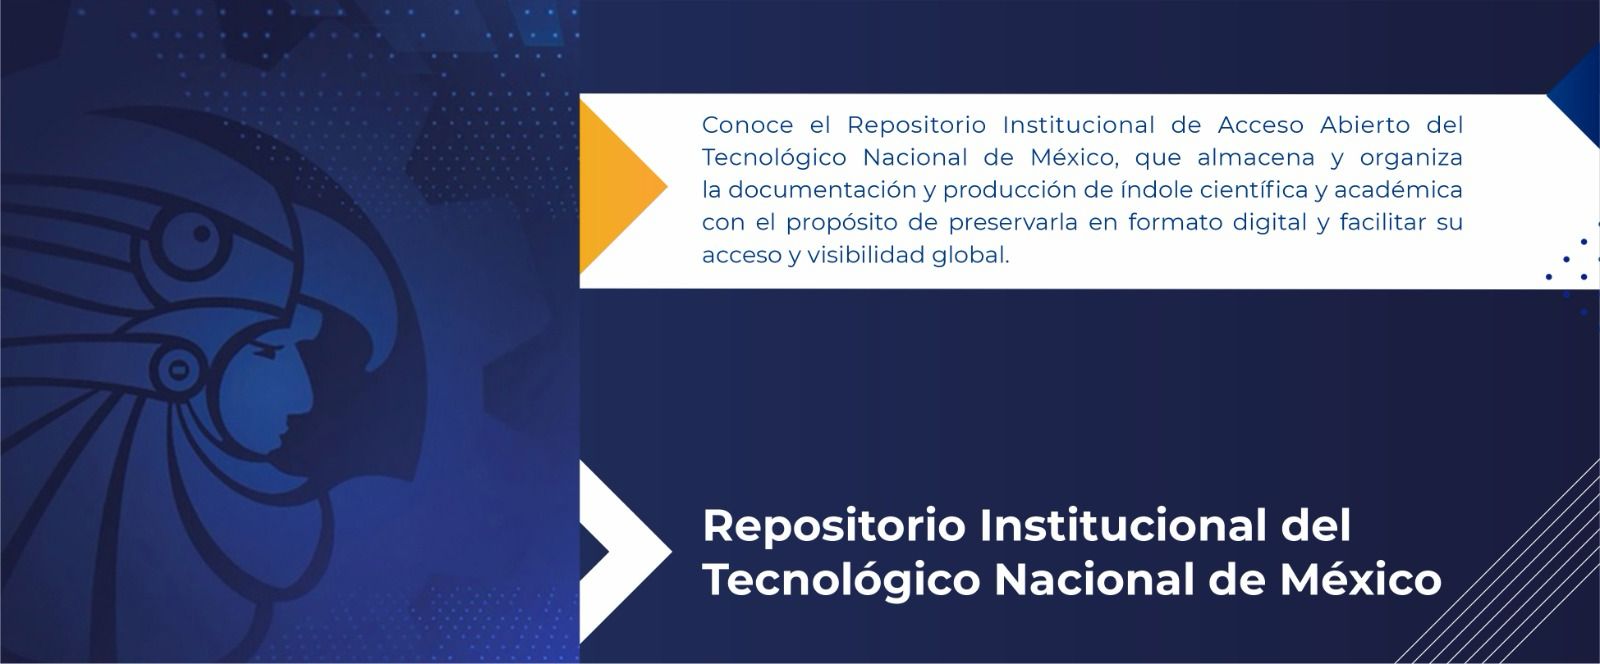 Conoce el Repositorio Institucional de Acceso Abierto del
Tecnológico Nacional de México, que almacena y organiza
la documentación y producción de índole científica y académica
con el propósito de preservarla en formato digital y facilitar su
acceso y visibilidad global.
Repositorio Institucional del
Tecnológico Nacional de México